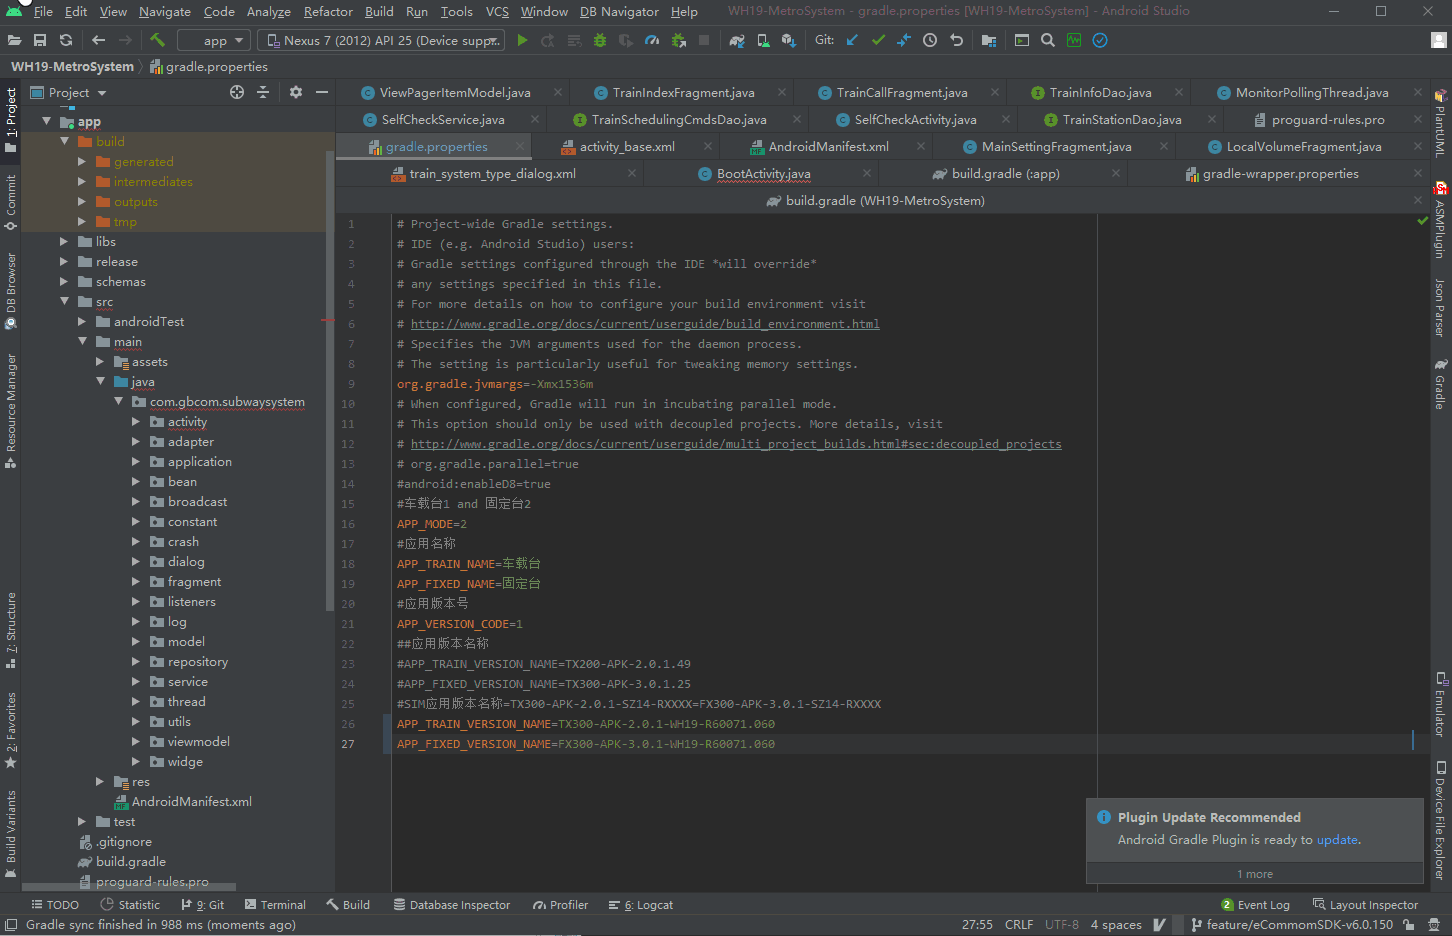 File Edit View Navigate Code Analyze Refactor Build Run Tools VCS Window DB Navigator Help WH19-MetroSystem - gradle.properties [WH19-MetroSystem] - Android Studio
app Nexus 7 (2012) API 25 (Device supp... Git:
WH19-MetroSystem gradle.properties
Project
ViewPagerItemModel.java TrainIndexFragment.java TrainCallFragment.java TrainInfoDao.java MonitorPollingThread.java
SelfCheckService.java TrainSchedulingCmdsDao.java SelfCheckActivity.java TrainStationDao.java proguard-rules.pro
gradle.properties activity_base.xml AndroidManifest.xml MainSettingFragment.java LocalVolumeFragment.java
train_system_type_dialog.xml BootActivity.java build.gradle (:app) gradle-wrapper.properties
build.gradle (WH19-MetroSystem)
1: Project
Commit
DB Browser
Resource Manager
7: Structure
2: Favorites
Build Variants
app
build
generated
intermediates
outputs
tmp
libs
release
schemas
src
androidTest
main
assets
java
com.gbcom.subwaysystem
activity
adapter
application
bean
broadcast
constant
crash
dialog
fragment
listeners
log
model
repository
service
thread
utils
viewmodel
widge
res
AndroidManifest.xml
test
.gitignore
build.gradle
proguard-rules.pro
1 # Project-wide Gradle settings.
2 # IDE (e.g. Android Studio) users:
3 # Gradle settings configured through the IDE *will override*
4 # any settings specified in this file.
5 # For more details on how to configure your build environment visit
6 # http://www.gradle.org/docs/current/userguide/build_environment.html
7 # Specifies the JVM arguments used for the daemon process.
8 # The setting is particularly useful for tweaking memory settings.
9 org.gradle.jvmargs=-Xmx1536m
10 # When configured, Gradle will run in incubating parallel mode.
11 # This option should only be used with decoupled projects. More details, visit
12 # http://www.gradle.org/docs/current/userguide/multi_project_builds.html#sec:decoupled_projects
13 # org.gradle.parallel=true
14 #android:enableD8=true
15 #车载台1 and 固定台2
16 APP_MODE=2
17 #应用名称
18 APP_TRAIN_NAME=车载台
19 APP_FIXED_NAME=固定台
20 #应用版本号
21 APP_VERSION_CODE=1
22 ##应用版本名称
23 #APP_TRAIN_VERSION_NAME=TX200-APK-2.0.1.49
24 #APP_FIXED_VERSION_NAME=TX300-APK-3.0.1.25
25 #SIM应用版本名称=TX300-APK-2.0.1-SZ14-RXXXX=FX300-APK-3.0.1-SZ14-RXXXX
26 APP_TRAIN_VERSION_NAME=TX300-APK-2.0.1-WH19-R60071.060
27 APP_FIXED_VERSION_NAME=FX300-APK-3.0.1-WH19-R60071.060
PlantUML
ASMPlugin
Json Parser
Gradle
Emulator
Device File Explorer
Plugin Update Recommended
Android Gradle Plugin is ready to update.
1 more
TODO Statistic 9: Git Terminal Build Database Inspector Profiler 6: Logcat 2 Event Log Layout Inspector
Gradle sync finished in 988 ms (moments ago) 27:55 CRLF UTF-8 4 spaces feature/eCommomSDK-v6.0.150